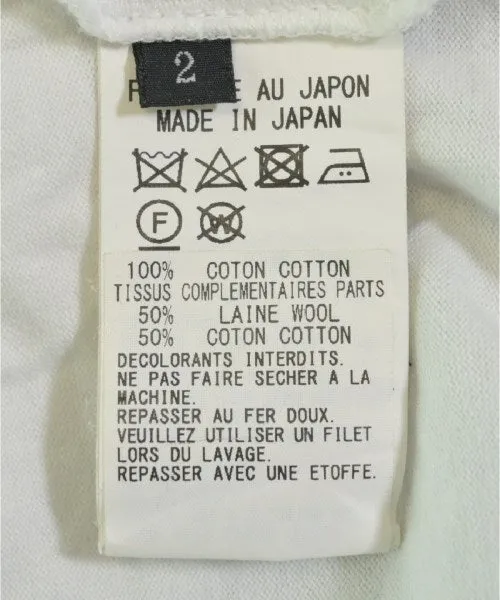 2
AU JAPON
MADE IN JAPAN
F W
100% COTON COTTON
TISSUS COMPLEMENTAIRES PARTS
50% LAINE WOOL
50% COTON COTTON
DECOLORANTS INTERDITS.
NE PAS FAIRE SECHER A LA
MACHINE.
REPASSER AU FER DOUX.
VEUILLEZ UTILISER UN FILET
LORS DU LAVAGE.
REPASSER AVEC UNE ETOFFE.